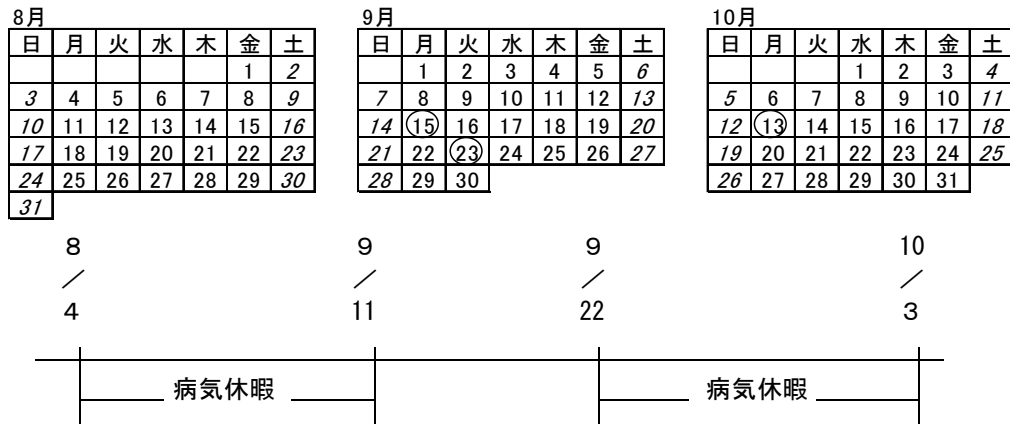 8月
日 月 火 水 木 金 土
1 2
3 4 5 6 7 8 9
10 11 12 13 14 15 16
17 18 19 20 21 22 23
24 25 26 27 28 29 30
31
9月
日 月 火 水 木 金 土
1 2 3 4 5 6
7 8 9 10 11 12 13
14 15 16 17 18 19 20
21 22 23 24 25 26 27
28 29 30
10月
日 月 火 水 木 金 土
1 2 3 4
5 6 7 8 9 10 11
12 13 14 15 16 17 18
19 20 21 22 23 24 25
26 27 28 29 30 31
8／4
9／11
9／22
10／3
病気休暇
病気休暇